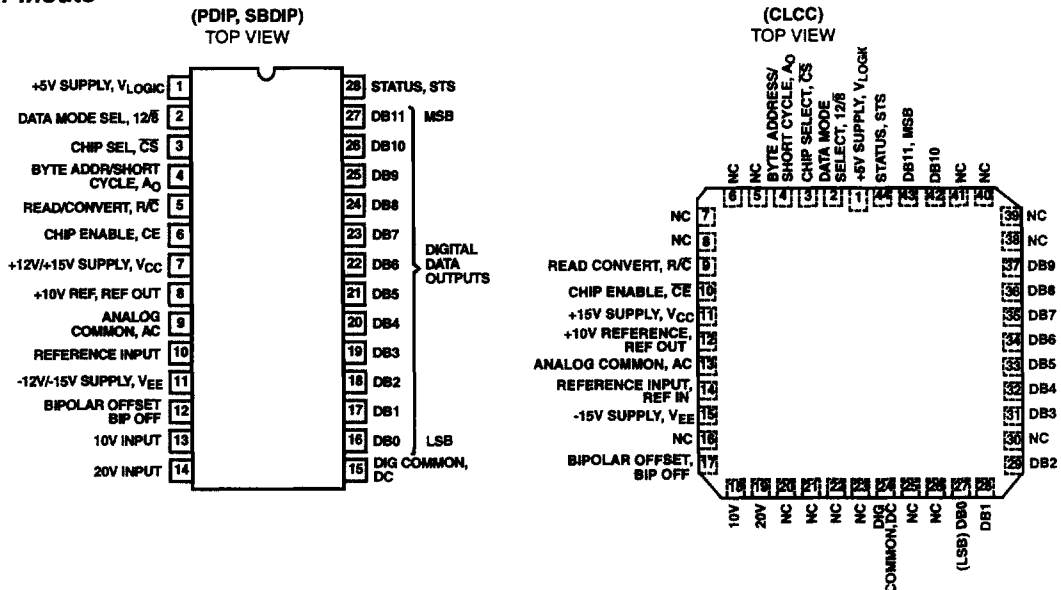 Pinouts
(PDIP, SBDIP)
TOP VIEW
+5V SUPPLY, VLOGIC 1
DATA MODE SEL, 12/8̅ 2
CHIP SEL, C̅S̅ 3
BYTE ADDR/SHORT
CYCLE, AO 4
READ/CONVERT, R/C̅ 5
CHIP ENABLE, CE 6
+12V/+15V SUPPLY, VCC 7
+10V REF, REF OUT 8
ANALOG
COMMON, AC 9
REFERENCE INPUT 10
-12V/-15V SUPPLY, VEE 11
BIPOLAR OFFSET
BIP OFF 12
10V INPUT 13
20V INPUT 14
28 STATUS, STS
27 DB11 MSB
26 DB10
25 DB9
24 DB8
23 DB7
22 DB6
21 DB5
20 DB4
19 DB3
18 DB2
17 DB1
16 DB0 LSB
15 DIG COMMON,
DC
DIGITAL
DATA
OUTPUTS
(CLCC)
TOP VIEW
NC 6
NC 5
BYTE ADDRESS/
SHORT CYCLE, AO 4
CHIP SELECT, C̅S̅ 3
DATA MODE
SELECT, 12/8̅ 2
+5V SUPPLY, VLOGIC 1
STATUS, STS 44
DB11, MSB 43
DB10 42
NC 41
NC 40
NC 7
NC 8
READ CONVERT, R/C̅ 9
CHIP ENABLE, C̅E̅ 10
+15V SUPPLY, VCC 11
+10V REFERENCE,
REF OUT 12
ANALOG COMMON, AC 13
REFERENCE INPUT,
REF IN 14
-15V SUPPLY, VEE 15
NC 16
BIPOLAR OFFSET,
BIP OFF 17
39 NC
38 NC
37 DB9
36 DB8
35 DB7
34 DB6
33 DB5
32 DB4
31 DB3
30 NC
29 DB2
18 10V
19 20V
20 NC
21 NC
22 NC
23 NC
24 DIG
COMMON,DC
25 NC
26 NC
27 (LSB) DB0
28 DB1